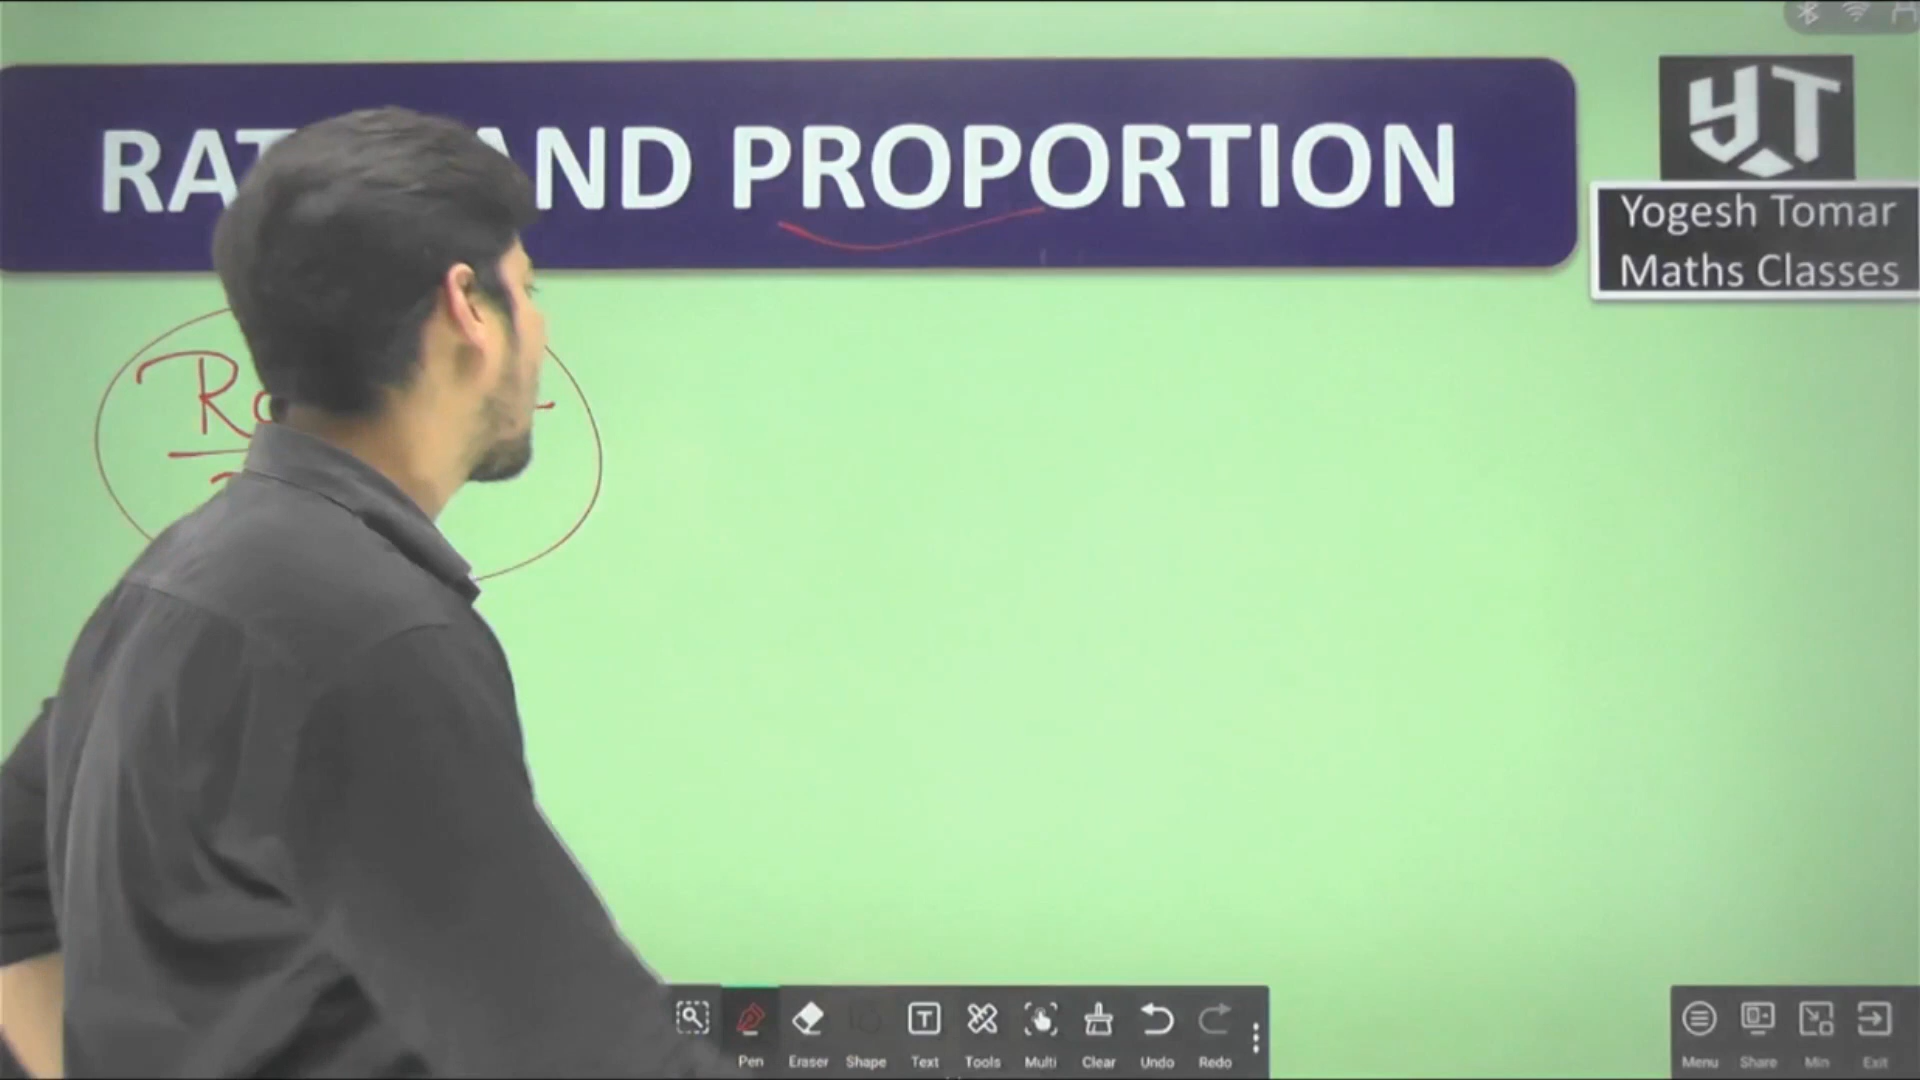 AND PROPORTION
YT
Yogesh Tomar
Maths Classes
Pen Eraser Shape Text Tools Multi Clear Undo Redo
Menu Share Min Exit